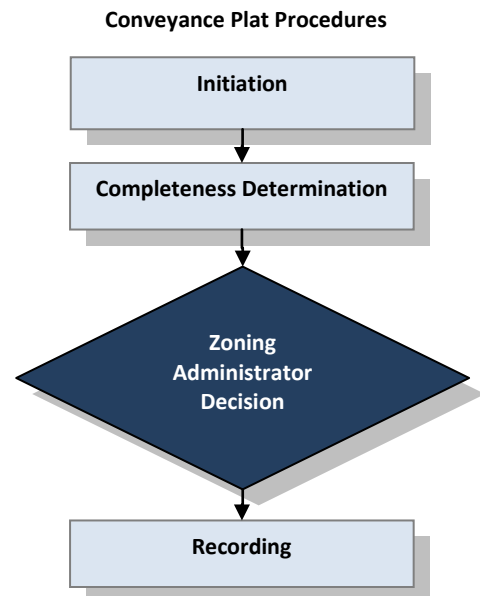 Conveyance Plat Procedures
Initiation
Completeness Determination
Zoning
Administrator
Decision
Recording